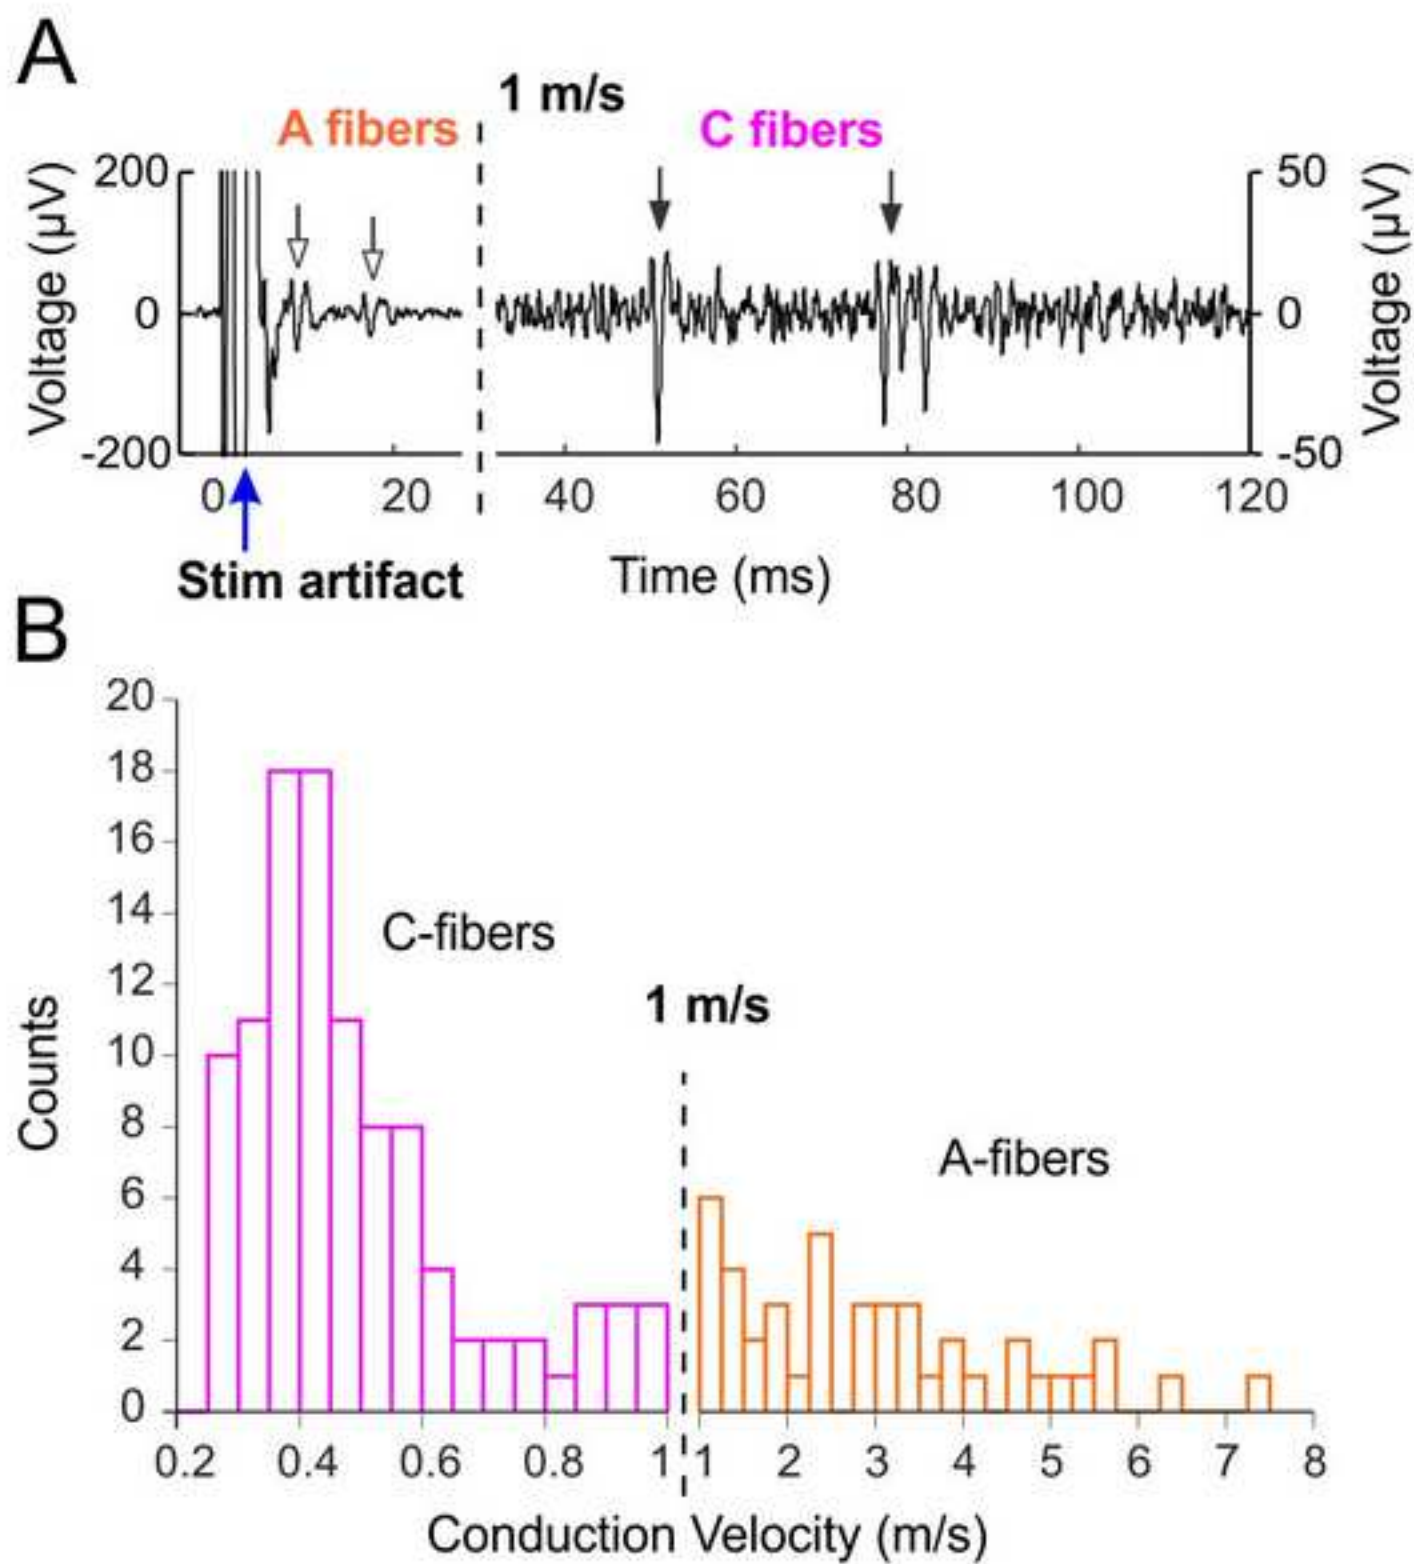 A
1 m/s
A fibers
C fibers
200
0
-200
Voltage (µV)
50
0
-50
Voltage (µV)
0 20 40 60 80 100 120
Stim artifact
Time (ms)
B
20
18
16
14
12
10
8
6
4
2
0
Counts
C-fibers
1 m/s
A-fibers
0.2 0.4 0.6 0.8 1 1 2 3 4 5 6 7 8
Conduction Velocity (m/s)